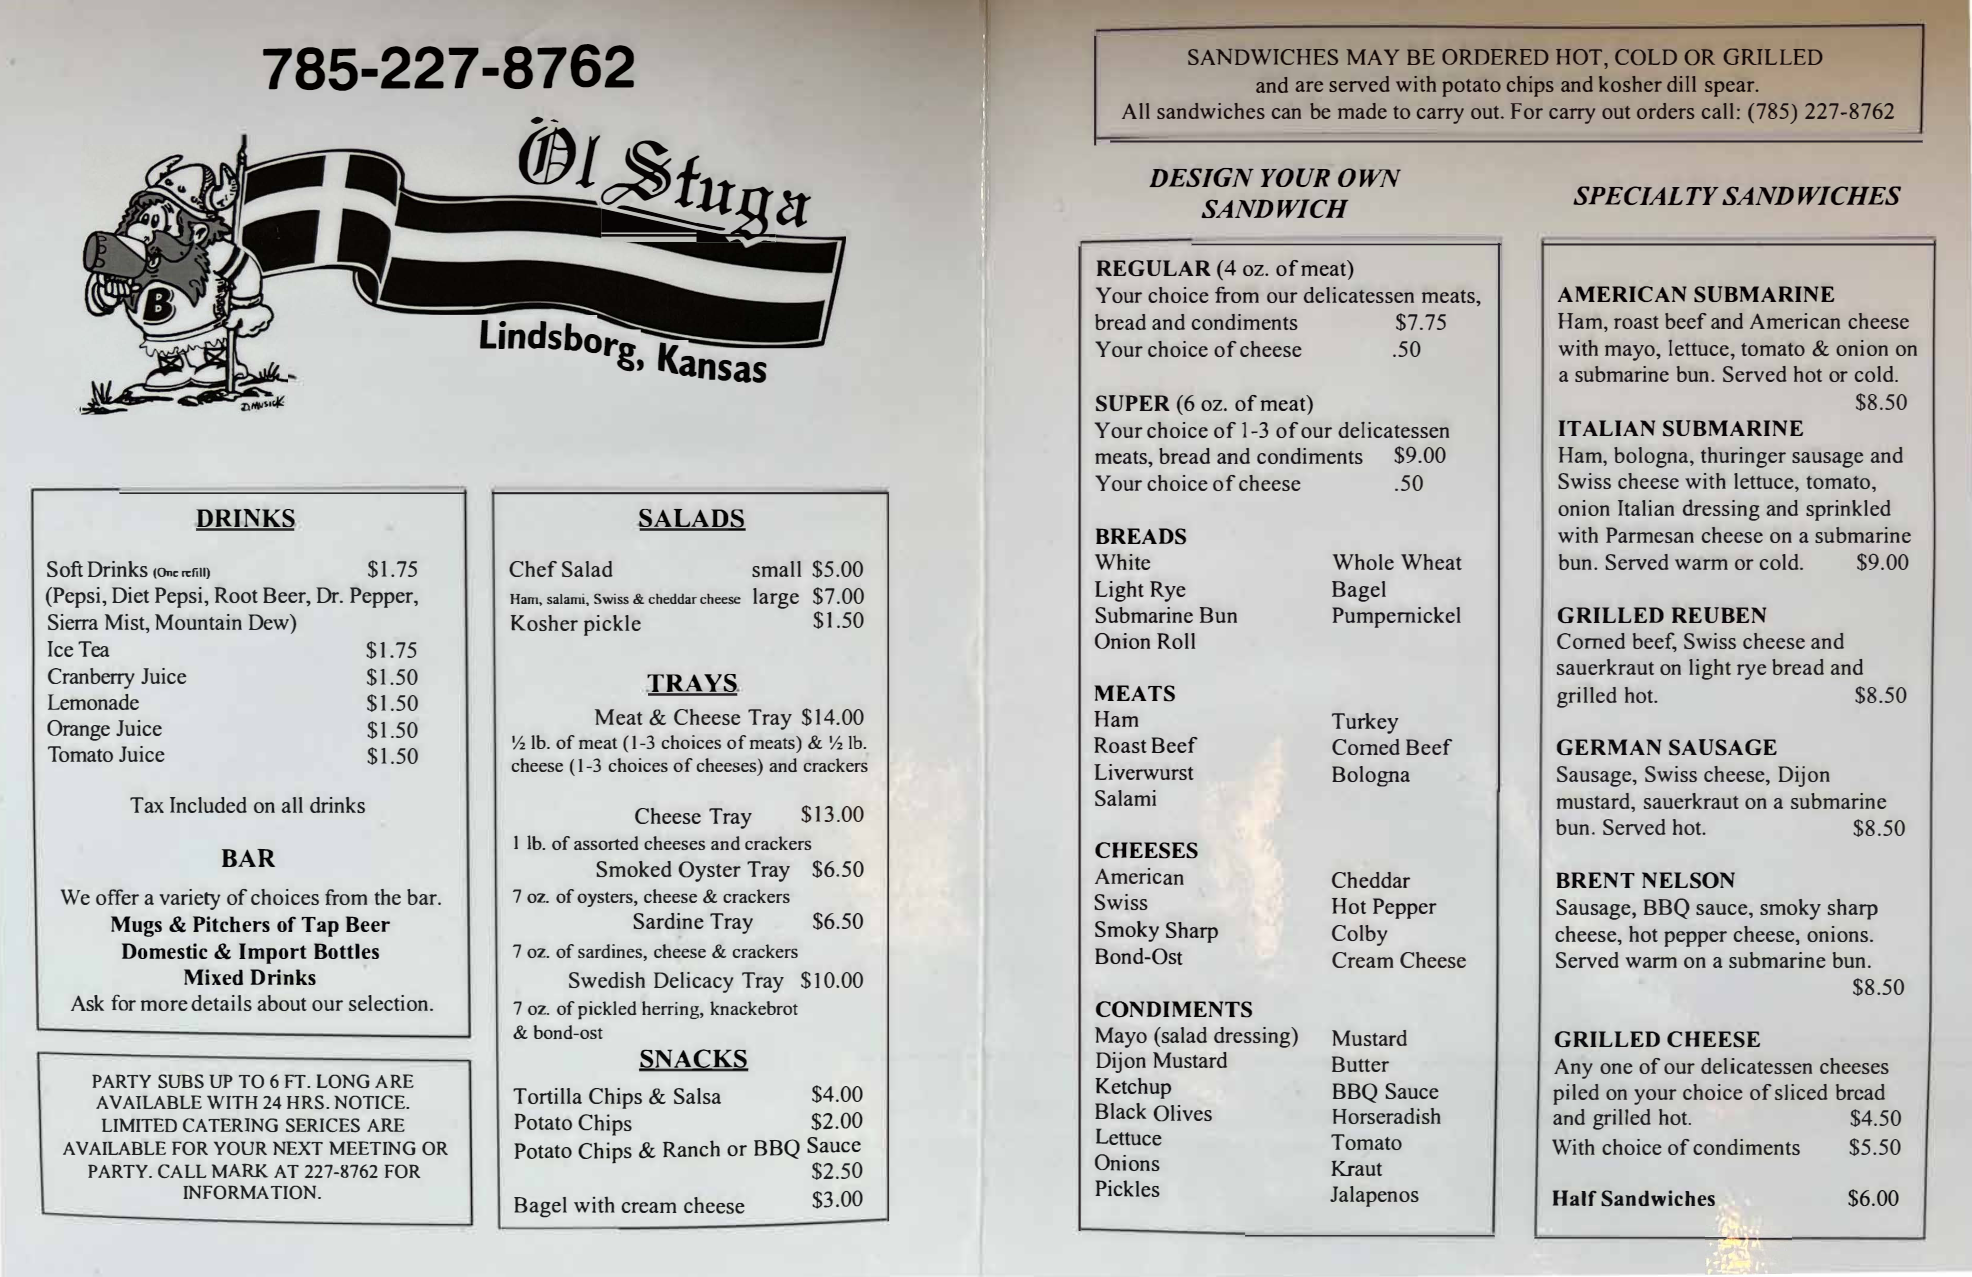 785-227-8762
Öl Stuga
Lindsborg, Kansas
B
D. MUSICK
DRINKS
Soft Drinks (One refill) $1.75
(Pepsi, Diet Pepsi, Root Beer, Dr. Pepper,
Sierra Mist, Mountain Dew)
Ice Tea $1.75
Cranberry Juice $1.50
Lemonade $1.50
Orange Juice $1.50
Tomato Juice $1.50
Tax Included on all drinks
BAR
We offer a variety of choices from the bar.
Mugs & Pitchers of Tap Beer
Domestic & Import Bottles
Mixed Drinks
Ask for more details about our selection.
PARTY SUBS UP TO 6 FT. LONG ARE
AVAILABLE WITH 24 HRS. NOTICE.
LIMITED CATERING SERICES ARE
AVAILABLE FOR YOUR NEXT MEETING OR
PARTY. CALL MARK AT 227-8762 FOR
INFORMATION.
SALADS
Chef Salad small $5.00
Ham, salami, Swiss & cheddar cheese large $7.00
Kosher pickle $1.50
TRAYS
Meat & Cheese Tray $14.00
½ lb. of meat (1-3 choices of meats) & ½ lb.
cheese (1-3 choices of cheeses) and crackers
Cheese Tray $13.00
1 lb. of assorted cheeses and crackers
Smoked Oyster Tray $6.50
7 oz. of oysters, cheese & crackers
Sardine Tray $6.50
7 oz. of sardines, cheese & crackers
Swedish Delicacy Tray $10.00
7 oz. of pickled herring, knackebrot
& bond-ost
SNACKS
Tortilla Chips & Salsa $4.00
Potato Chips $2.00
Potato Chips & Ranch or BBQ Sauce
$2.50
Bagel with cream cheese $3.00
SANDWICHES MAY BE ORDERED HOT, COLD OR GRILLED
and are served with potato chips and kosher dill spear.
All sandwiches can be made to carry out. For carry out orders call: (785) 227-8762
DESIGN YOUR OWN
SANDWICH
REGULAR (4 oz. of meat)
Your choice from our delicatessen meats,
bread and condiments $7.75
Your choice of cheese .50
SUPER (6 oz. of meat)
Your choice of 1-3 of our delicatessen
meats, bread and condiments $9.00
Your choice of cheese .50
BREADS
White Whole Wheat
Light Rye Bagel
Submarine Bun Pumpernickel
Onion Roll
MEATS
Ham Turkey
Roast Beef Corned Beef
Liverwurst Bologna
Salami
CHEESES
American Cheddar
Swiss Hot Pepper
Smoky Sharp Colby
Bond-Ost Cream Cheese
CONDIMENTS
Mayo (salad dressing) Mustard
Dijon Mustard Butter
Ketchup BBQ Sauce
Black Olives Horseradish
Lettuce Tomato
Onions Kraut
Pickles Jalapenos
SPECIALTY SANDWICHES
AMERICAN SUBMARINE
Ham, roast beef and American cheese
with mayo, lettuce, tomato & onion on
a submarine bun. Served hot or cold.
$8.50
ITALIAN SUBMARINE
Ham, bologna, thuringer sausage and
Swiss cheese with lettuce, tomato,
onion Italian dressing and sprinkled
with Parmesan cheese on a submarine
bun. Served warm or cold. $9.00
GRILLED REUBEN
Corned beef, Swiss cheese and
sauerkraut on light rye bread and
grilled hot. $8.50
GERMAN SAUSAGE
Sausage, Swiss cheese, Dijon
mustard, sauerkraut on a submarine
bun. Served hot. $8.50
BRENT NELSON
Sausage, BBQ sauce, smoky sharp
cheese, hot pepper cheese, onions.
Served warm on a submarine bun.
$8.50
GRILLED CHEESE
Any one of our delicatessen cheeses
piled on your choice of sliced bread
and grilled hot. $4.50
With choice of condiments $5.50
Half Sandwiches $6.00